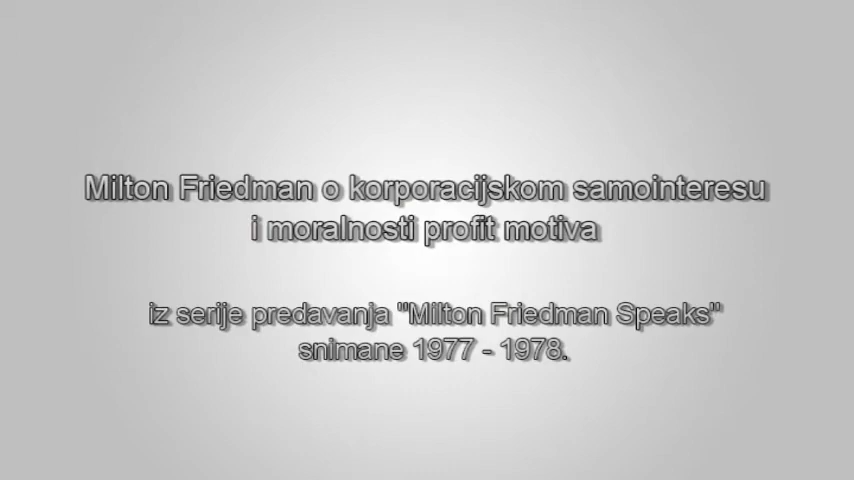 Milton Friedman o korporacijskom samointeresu
i moralnosti profit motiva
iz serije predavanja "Milton Friedman Speaks"
snimane 1977 - 1978.